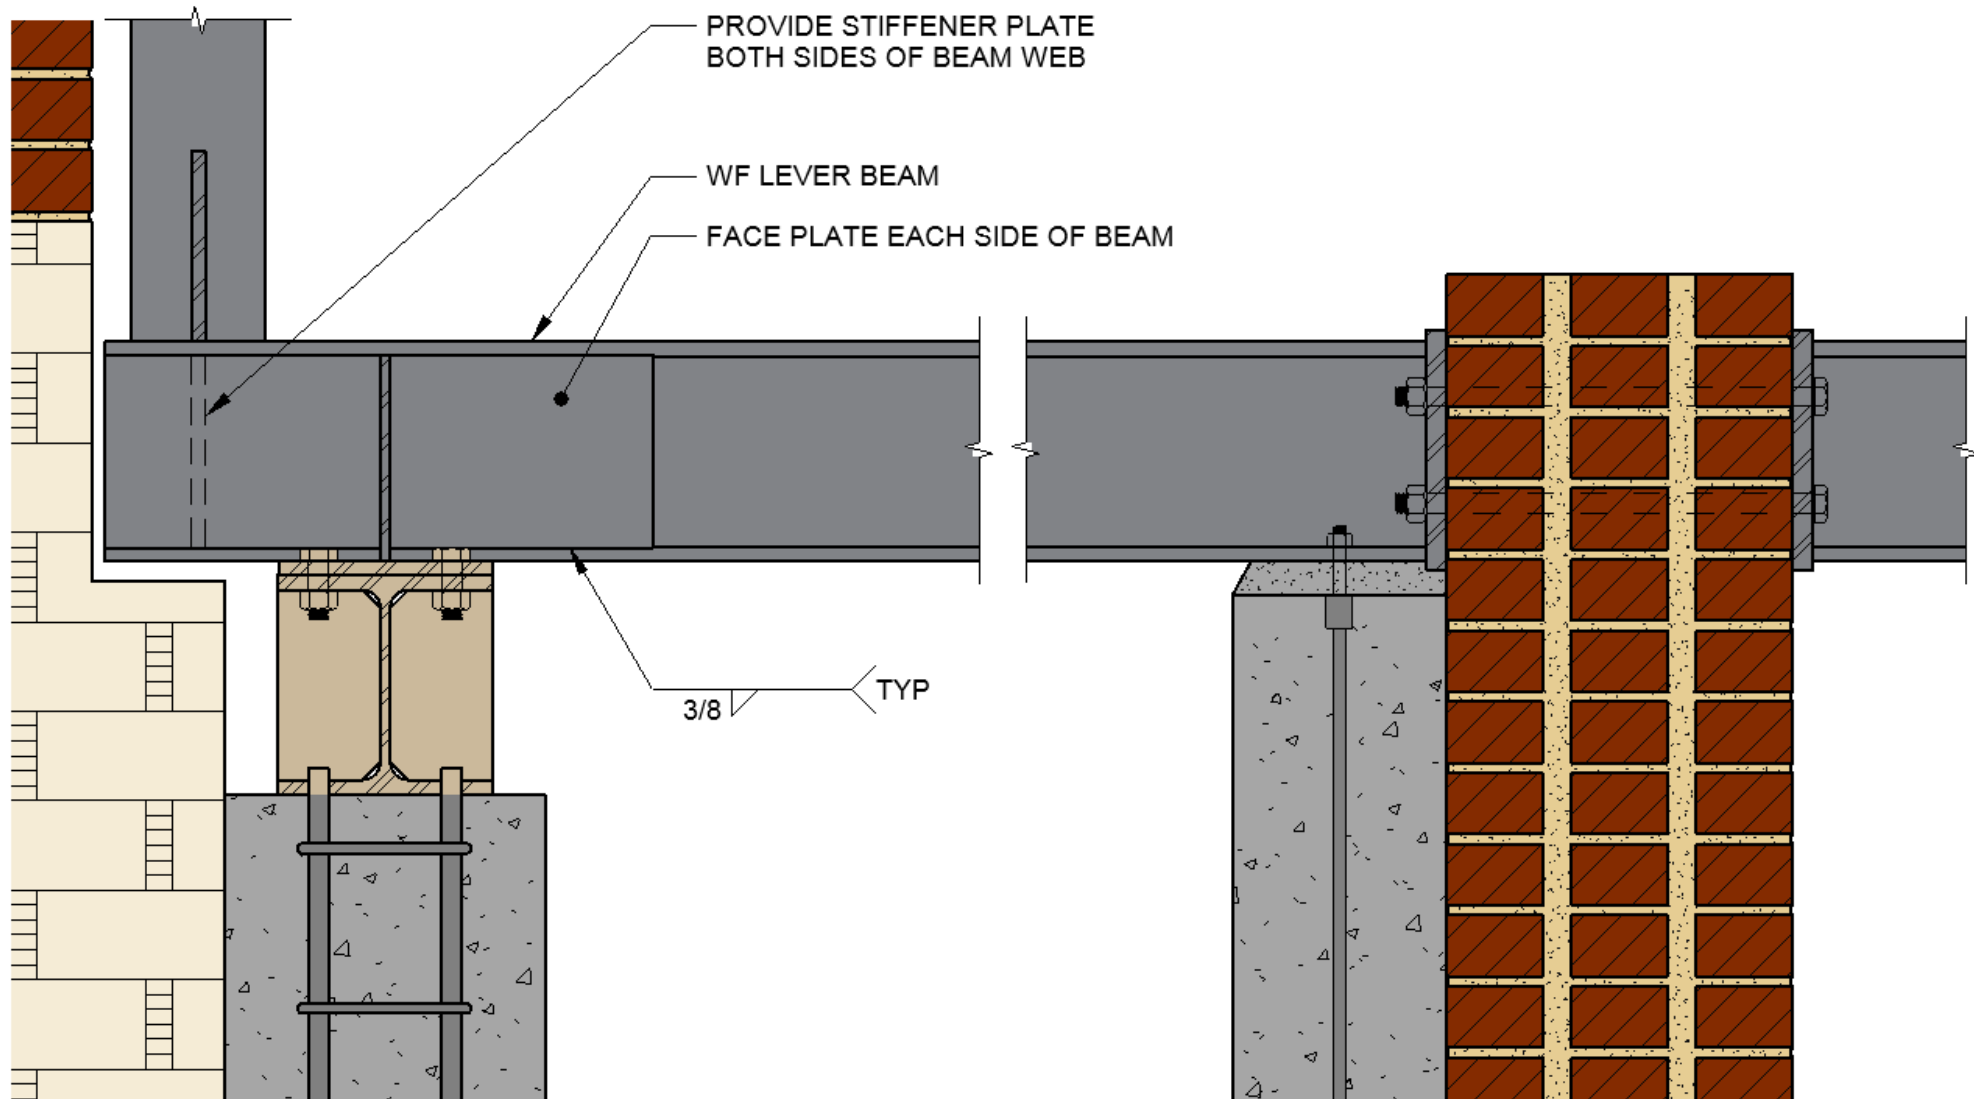 PROVIDE STIFFENER PLATE
BOTH SIDES OF BEAM WEB
WF LEVER BEAM
FACE PLATE EACH SIDE OF BEAM
3/8 TYP